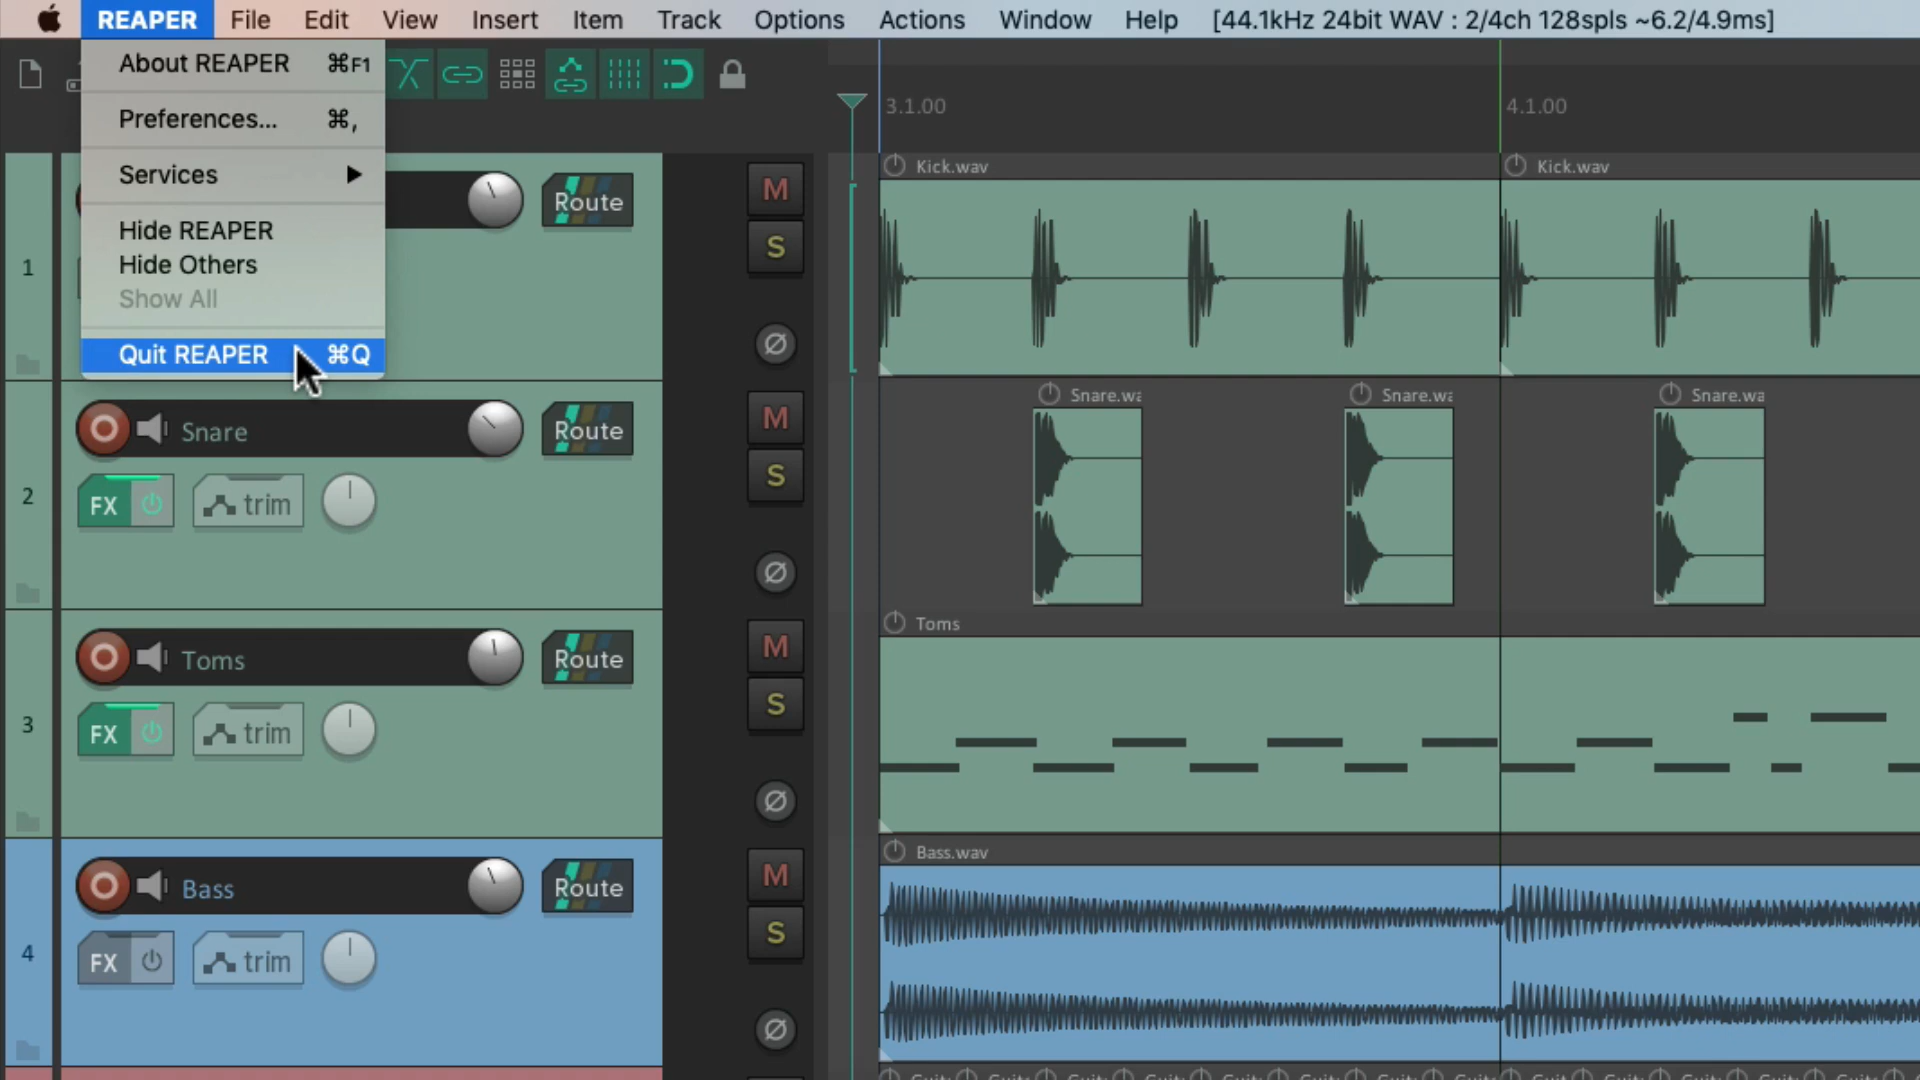 REAPER File Edit View Insert Item Track Options Actions Window Help [44.1kHz 24bit WAV : 2/4ch 128spls ~6.2/4.9ms]
About REAPER ⌘F1
Preferences... ⌘,
Services
Hide REAPER
Hide Others
Show All
Quit REAPER ⌘Q
3.1.00 4.1.00
Kick.wav Kick.wav
1 Route M
S
Ø
Snare.wa Snare.wa Snare.wa
2 Snare Route M
S
FX trim
Ø
Toms
3 Toms Route M
S
FX trim
Ø
Bass.wav
4 Bass Route M
S
FX trim
Ø